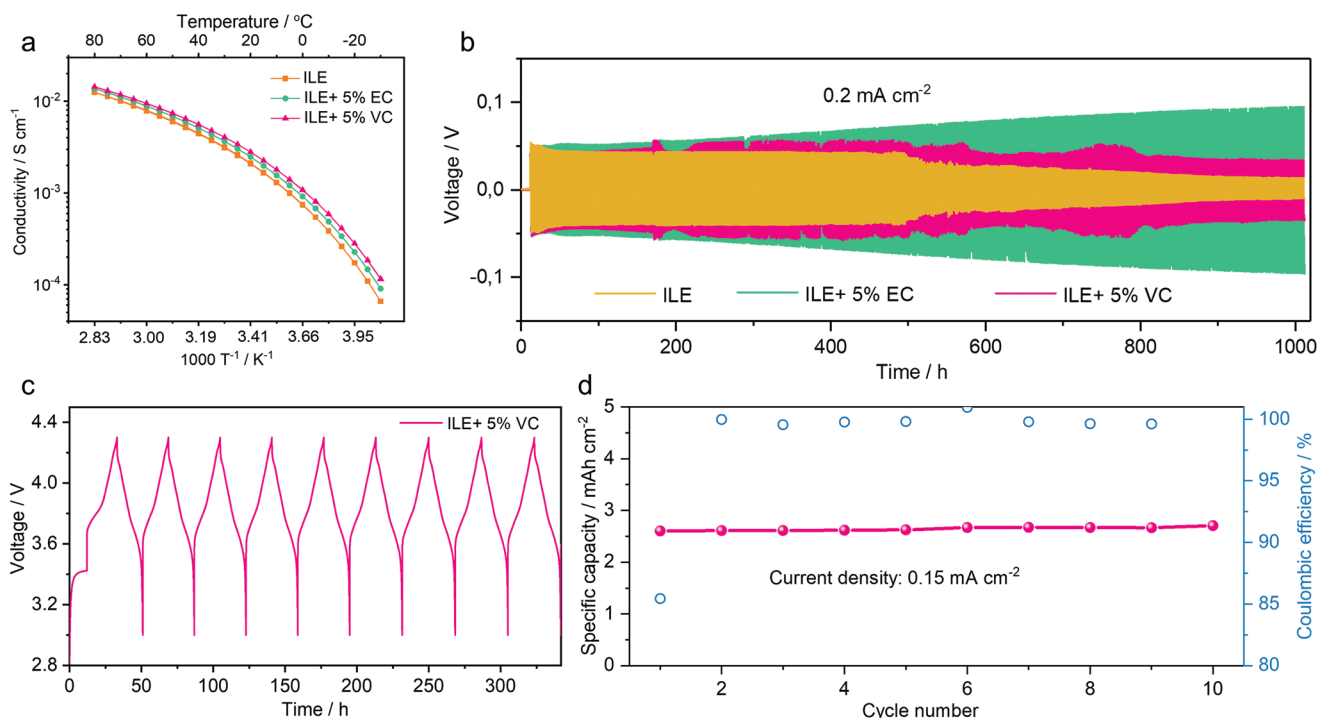 a
Temperature / ºC
80 60 40 20 0 -20
ILE
ILE+ 5% EC
ILE+ 5% VC
Conductivity / S cm⁻¹
10⁻²
10⁻³
10⁻⁴
2.83 3.00 3.19 3.41 3.66 3.95
1000 T⁻¹ / K⁻¹
b
0.2 mA cm⁻²
Voltage / V
0,1
0,0
-0,1
ILE ILE+ 5% EC ILE+ 5% VC
0 200 400 600 800 1000
Time / h
c
ILE+ 5% VC
Voltage / V
4.4
4.0
3.6
3.2
2.8
0 50 100 150 200 250 300
Time / h
d
Specific capacity / mAh cm⁻²
5
4
3
2
1
0
Current density: 0.15 mA cm⁻²
100
95
90
85
80
Coulombic efficiency / %
2 4 6 8 10
Cycle number